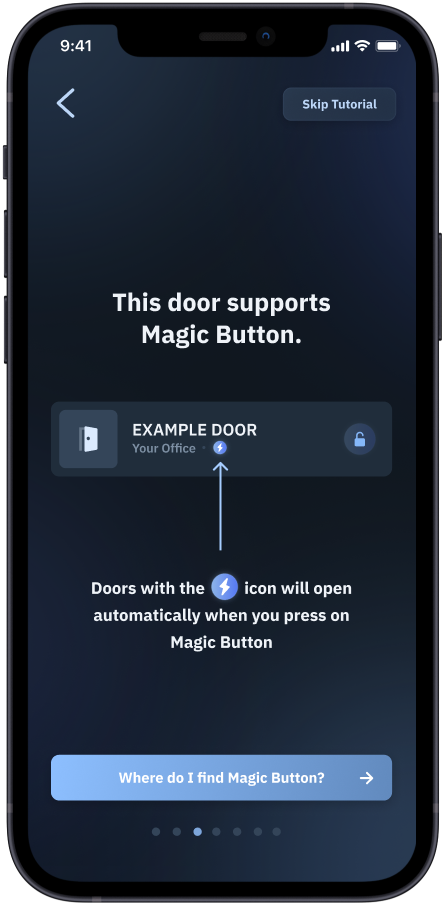 9:41
Skip Tutorial
This door supports
Magic Button.
EXAMPLE DOOR
Your Office ·
Doors with the icon will open
automatically when you press on
Magic Button
Where do I find Magic Button?